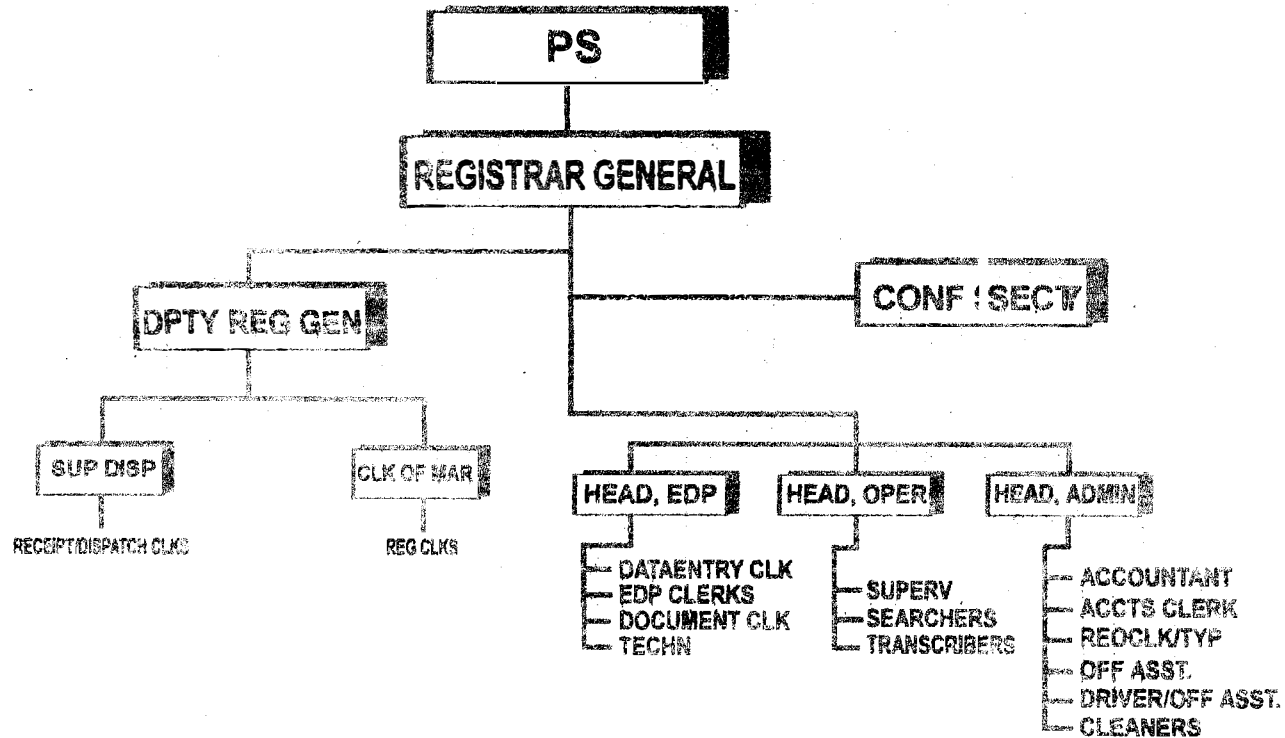 PS
REGISTRAR GENERAL
DPTY REG GEN
CONF SECTY
SUP DISP
CLK OF MAR
RECEIPT/DISPATCH CLKS
REG CLKS
HEAD, EDP
HEAD, OPER
HEAD, ADMIN
DATAENTRY CLK
EDP CLERKS
DOCUMENT CLK
TECHN
SUPERV
SEARCHERS
TRANSCRIBERS
ACCOUNTANT
ACCTS CLERK
REOCLK/TYP
OFF ASST.
DRIVER/OFF ASST.
CLEANERS